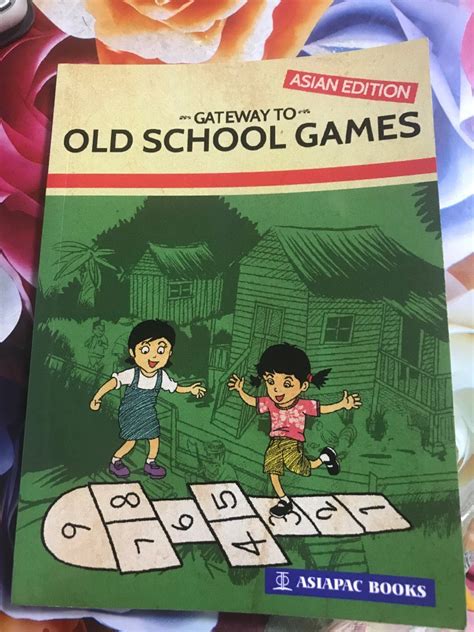 ASIAN EDITION
GATEWAY TO
OLD SCHOOL GAMES
9 8 7 6 5 4 3 2 1
ASIAPAC BOOKS